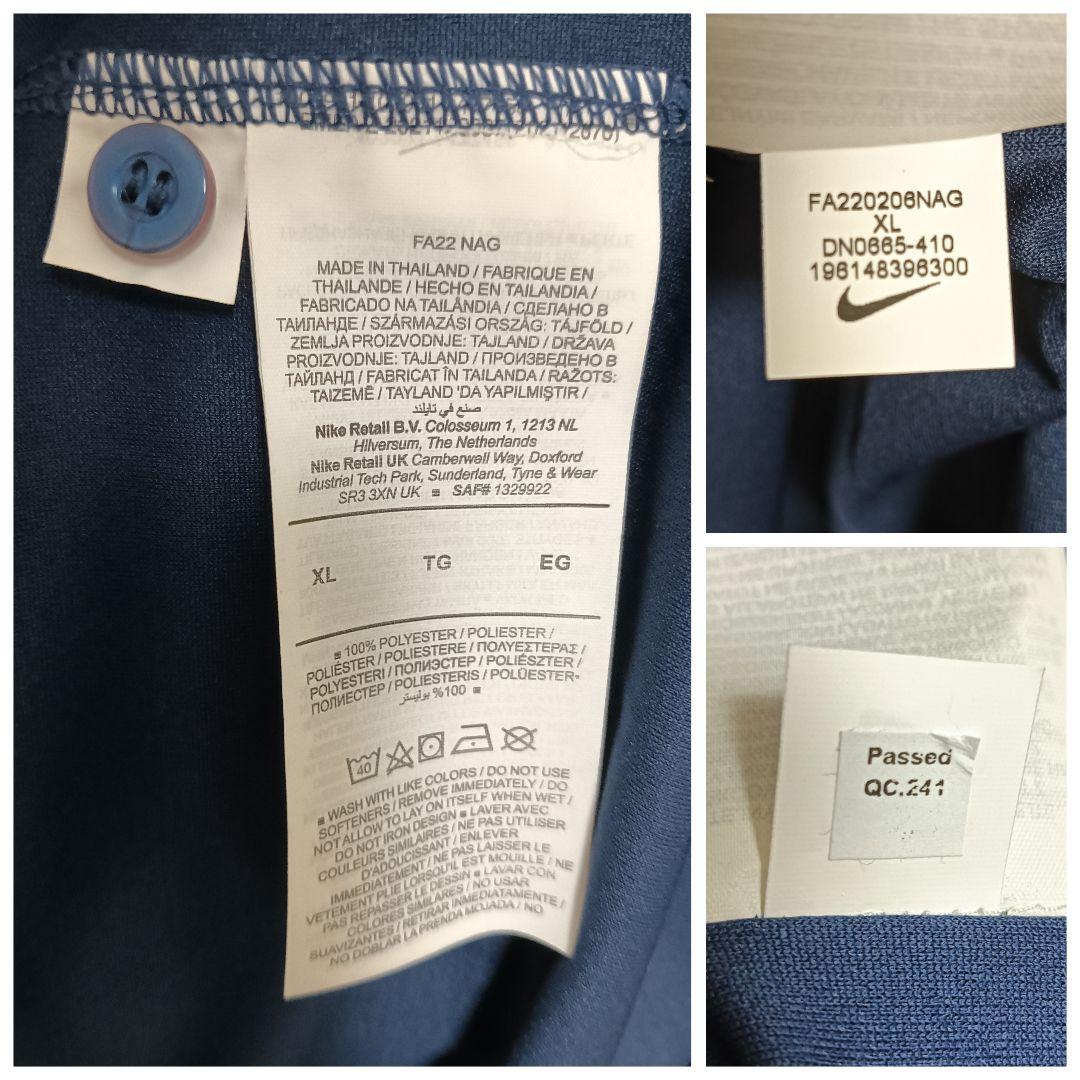 FA22 NAG
MADE IN THAILAND / FABRIQUE EN
THAILANDE / HECHO EN TAILANDIA /
FABRICADO NA TAILÂNDIA / СДЕЛАНО В
ТАИЛАНДЕ / SZÁRMAZÁSI ORSZÁG: TÁJFÖLD /
ZEMLJA PROIZVODNJE: TAJLAND / DRŽAVA
PROIZVODNJE: TAJLAND / ПРОИЗВЕДЕНО В
ТАЙЛАНД / FABRICAT ÎN TAILANDA / RAŽOTS:
TAIZEMĒ / TAYLAND 'DA YAPILMIŞTIR /
صنع في تايلند
Nike Retail B.V. Colosseum 1, 1213 NL
Hilversum, The Netherlands
Nike Retail UK Camberwell Way, Doxford
Industrial Tech Park, Sunderland, Tyne & Wear
SR3 3XN UK ■ SAF# 1329922
XL TG EG
■ 100% POLYESTER / POLIESTER /
POLIÉSTER / POLIESTERE / ΠΟΛΥΕΣΤΕΡΑΣ /
POLYESTERI / ПОЛИЭСТЕР / POLIÉSZTER /
ПОЛИЕСТЕР / POLIESTERIS / POLÜESTER-
100% بوليستر ■
40
■ WASH WITH LIKE COLORS / DO NOT USE
SOFTENERS / REMOVE IMMEDIATELY / DO
NOT ALLOW TO LAY ON ITSELF WHEN WET /
DO NOT IRON DESIGN ■ LAVER AVEC
COULEURS SIMILAIRES / NE PAS UTILISER
D'ADOUCISSANT / ENLEVER
IMMEDIATEMENT / NE PAS LAISSER LE
VETEMENT PLIE LORSQU'IL EST MOUILLE / NE
PAS REPASSER LE DESSIN ■ LAVAR CON
COLORES SIMILARES / NO USAR
SUAVIZANTES / RETIRAR INMEDIATAMENTE /
NO DOBLAR LA PRENDA MOJADA / NO
FA220206NAG
XL
DN0665-410
196148396300
Passed
QC.241